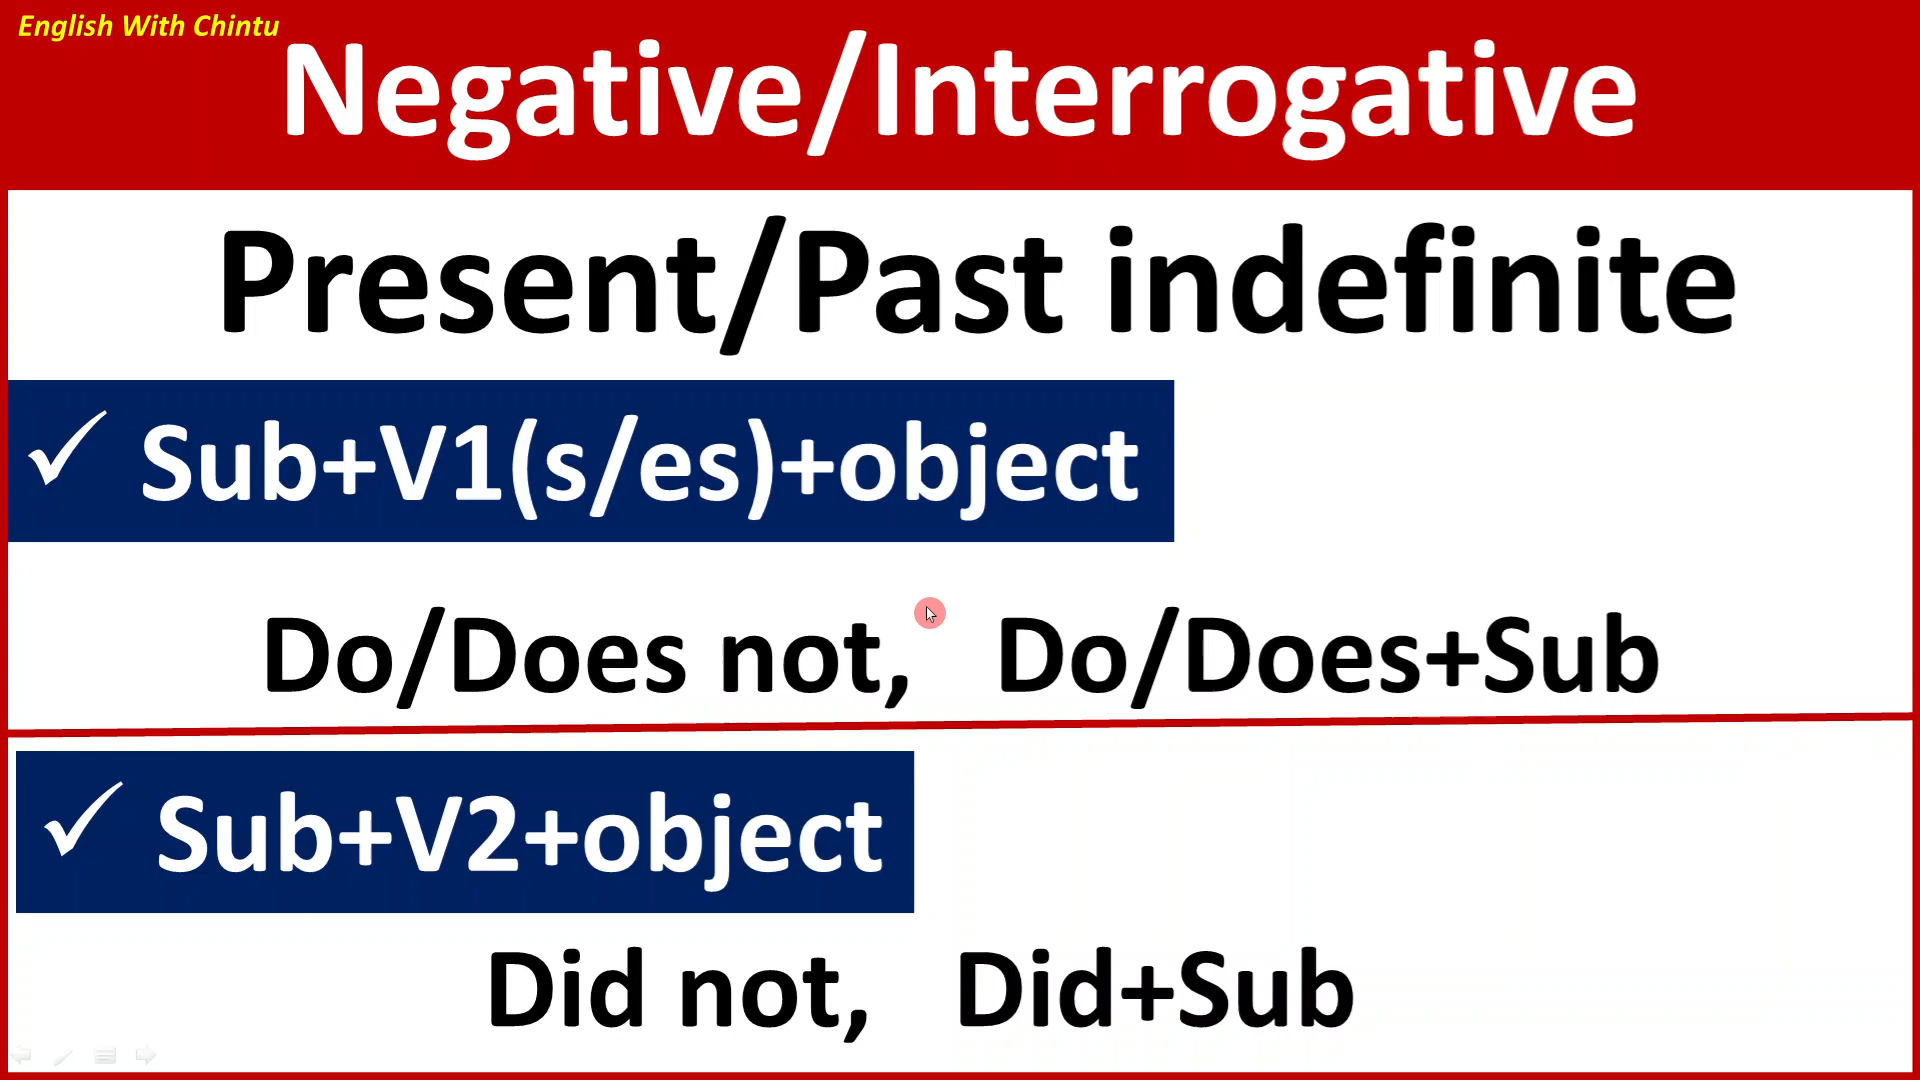 English With Chintu
Negative/Interrogative
Present/Past indefinite
✓ Sub+V1(s/es)+object
Do/Does not, Do/Does+Sub
✓ Sub+V2+object
Did not, Did+Sub